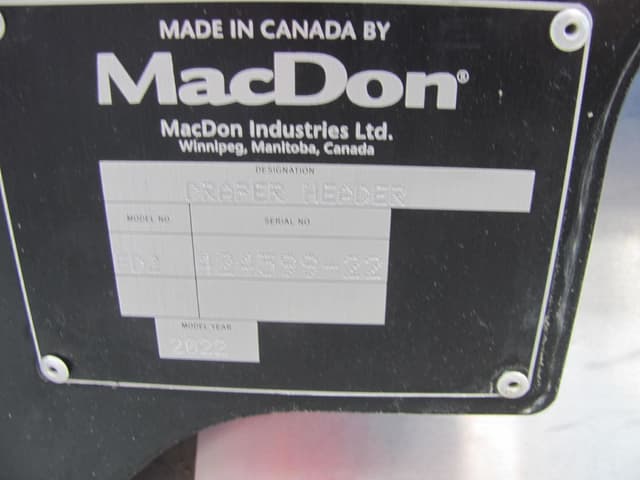 MADE IN CANADA BY
MacDon®
MacDon Industries Ltd.
Winnipeg, Manitoba, Canada
DESIGNATION
DRAPER HEADER
MODEL NO. SERIAL NO
MODEL YEAR
2022